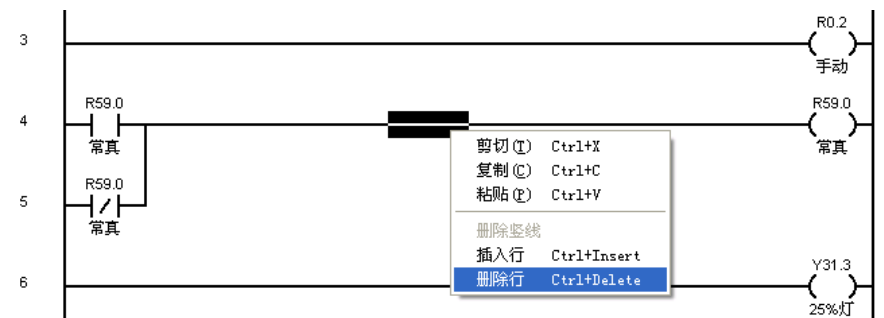 R0.2
3
手动
R59.0 R59.0
4
常真 常真
剪切(T) Ctrl+X
复制(C) Ctrl+C
R59.0
粘贴(P) Ctrl+V
5
常真
删除竖线
插入行 Ctrl+Insert
删除行 Ctrl+Delete
Y31.3
6
25%灯